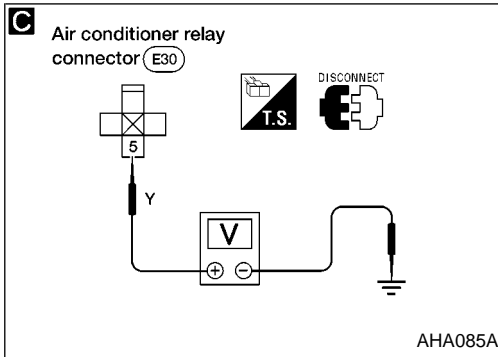 C
Air conditioner relay
connector E30
T.S.
DISCONNECT
5
Y
V
+ −
AHA085A